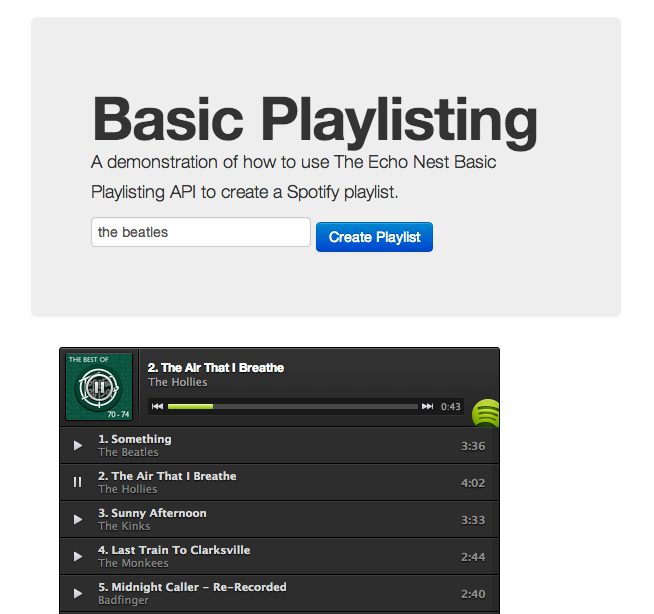 Basic Playlisting
A demonstration of how to use The Echo Nest Basic
Playlisting API to create a Spotify playlist.
the beatles
Create Playlist
THE BEST OF
70 - 74
2. The Air That I Breathe
The Hollies
0:43
1. Something
The Beatles
3:36
2. The Air That I Breathe
The Hollies
4:02
3. Sunny Afternoon
The Kinks
3:33
4. Last Train To Clarksville
The Monkees
2:44
5. Midnight Caller – Re-Recorded
Badfinger
2:40